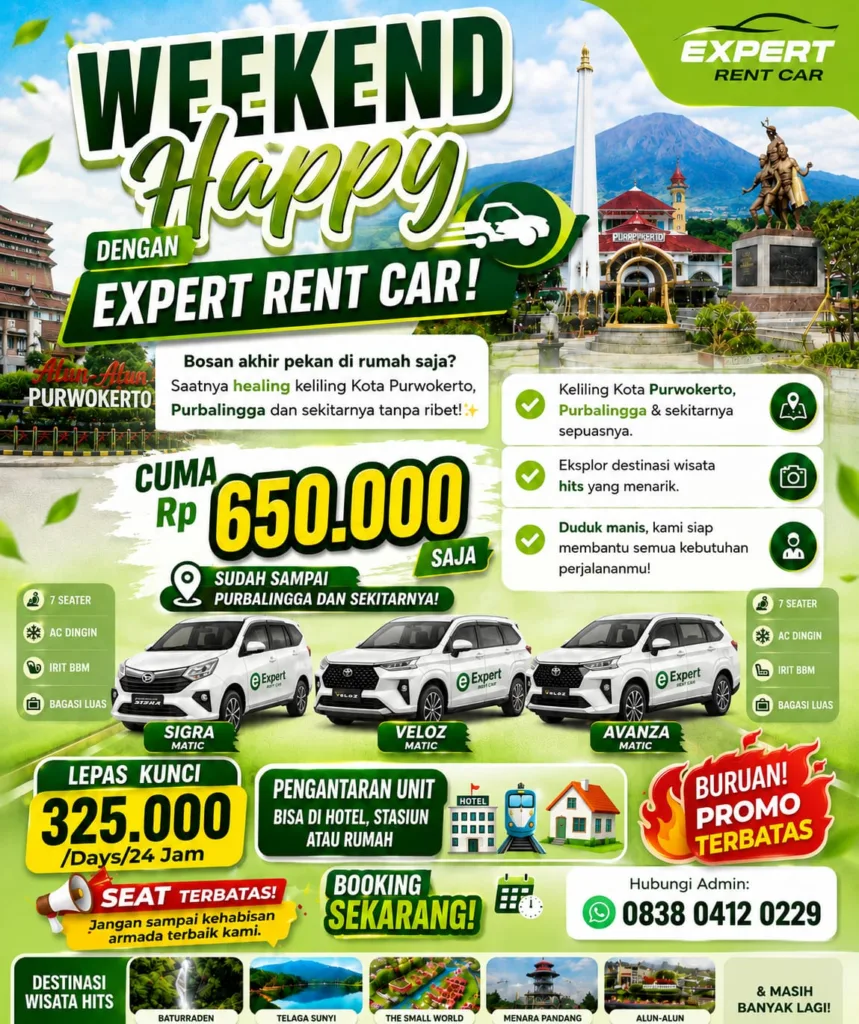 WEEKEND
Happy
DENGAN
EXPERT RENT CAR!
EXPERT
RENT CAR
Alun-Alun
PURWOKERTO
Bosan akhir pekan di rumah saja?
Saatnya healing keliling Kota Purwokerto,
Purbalingga dan sekitarnya tanpa ribet!✨
Keliling Kota Purwokerto,
Purbalingga & sekitarnya
sepuasnya.
Eksplor destinasi wisata
hits yang menarik.
Duduk manis, kami siap
membantu semua kebutuhan
perjalananmu!
CUMA
Rp 650.000
SAJA
SUDAH SAMPAI
PURBALINGGA DAN SEKITARNYA!
7 SEATER
AC DINGIN
IRIT BBM
BAGASI LUAS
7 SEATER
AC DINGIN
IRIT BBM
BAGASI LUAS
e Expert
RENT CAR
SIGRA
e Expert
RENT CAR
VELOZ
e Expert
RENT CAR
SIGRA
MATIC
VELOZ
MATIC
AVANZA
MATIC
LEPAS KUNCI
325.000
/Days/24 Jam
PENGANTARAN UNIT
BISA DI HOTEL, STASIUN
ATAU RUMAH
HOTEL
BURUAN!
PROMO
TERBATAS
SEAT TERBATAS!
Jangan sampai kehabisan
armada terbaik kami.
BOOKING
SEKARANG!
Hubungi Admin:
0838 0412 0229
DESTINASI
WISATA HITS
BATURRADEN
TELAGA SUNYI
THE SMALL WORLD
MENARA PANDANG
ALUN-ALUN
& MASIH
BANYAK LAGI!